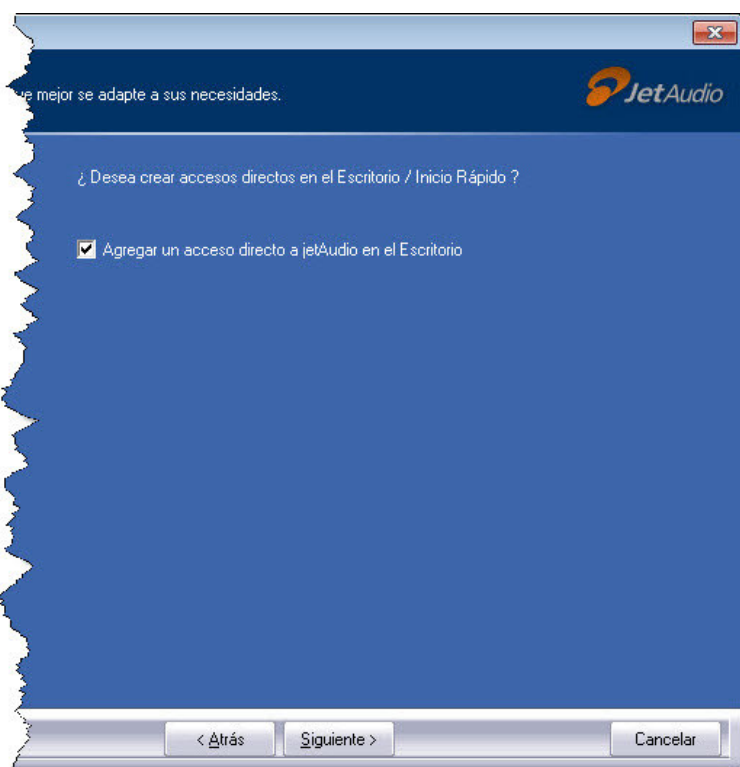 mejor se adapte a sus necesidades.
JetAudio
¿ Desea crear accesos directos en el Escritorio / Inicio Rápido ?
Agregar un acceso directo a jetAudio en el Escritorio
< Atrás
Siguiente >
Cancelar